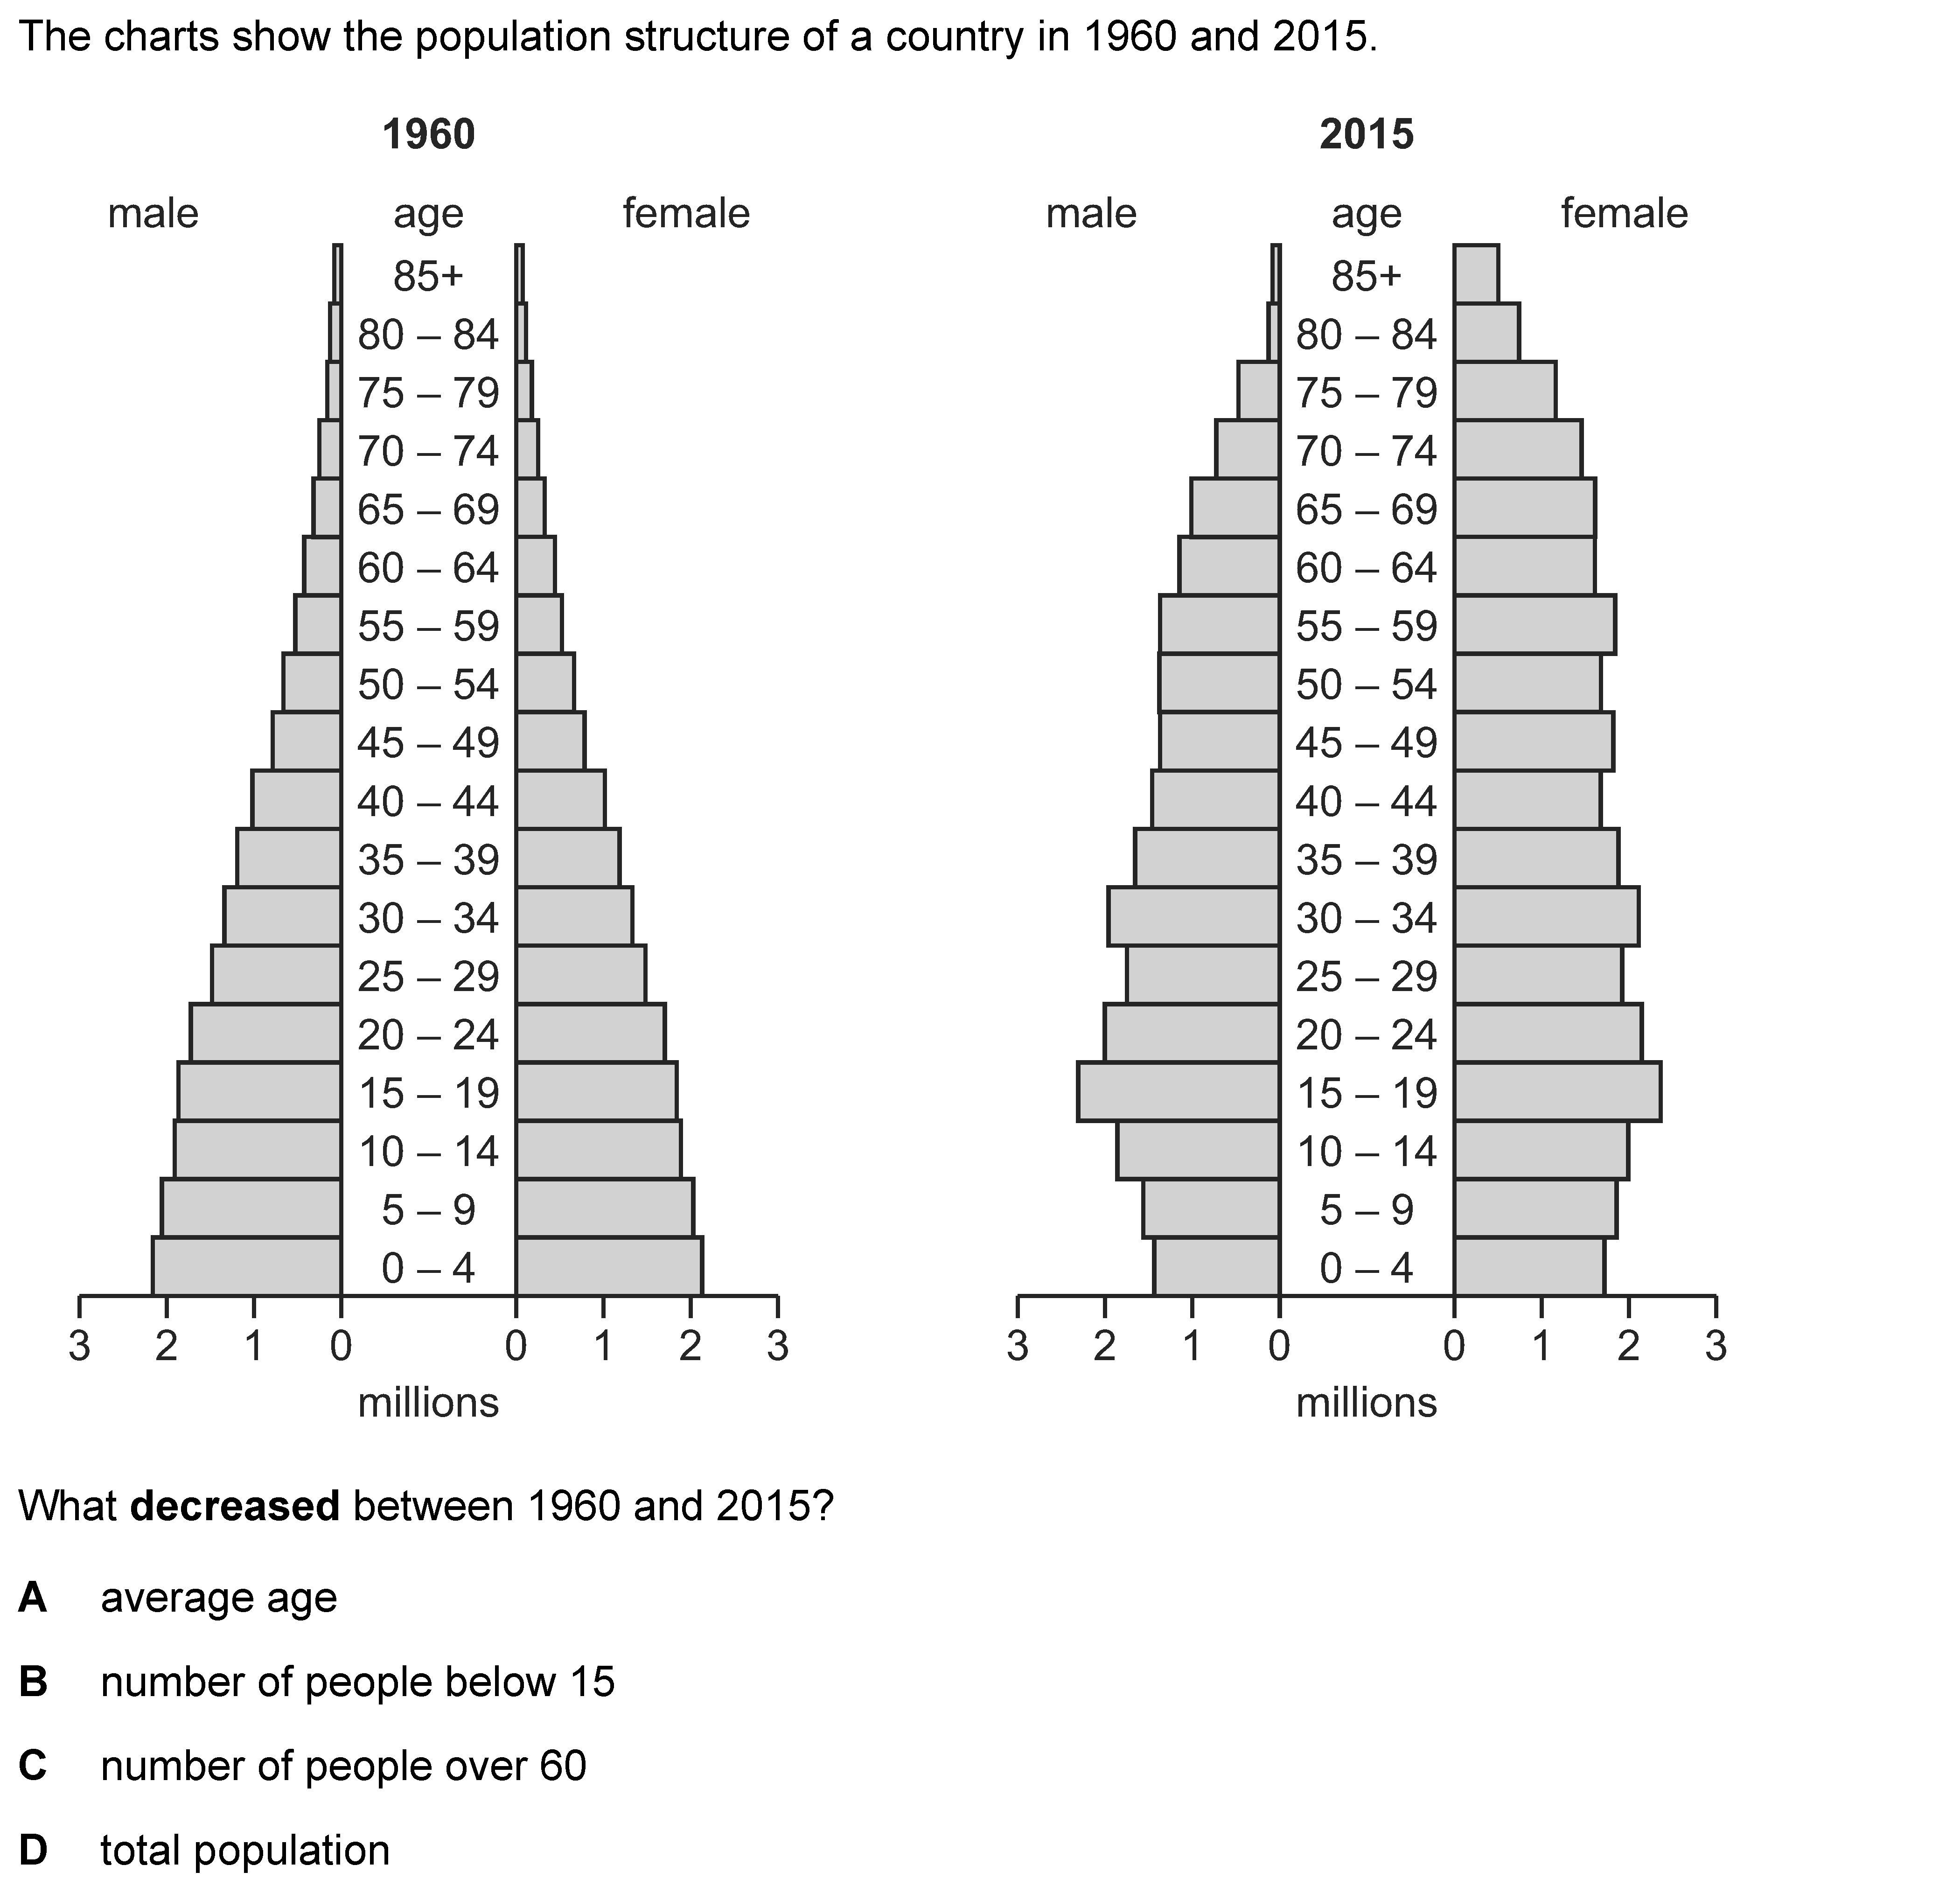 The charts show the population structure of a country in 1960 and 2015.
1960
male age female
85+
80 – 84
75 – 79
70 – 74
65 – 69
60 – 64
55 – 59
50 – 54
45 – 49
40 – 44
35 – 39
30 – 34
25 – 29
20 – 24
15 – 19
10 – 14
5 – 9
0 – 4
3 2 1 0 0 1 2 3
millions
2015
male age female
85+
80 – 84
75 – 79
70 – 74
65 – 69
60 – 64
55 – 59
50 – 54
45 – 49
40 – 44
35 – 39
30 – 34
25 – 29
20 – 24
15 – 19
10 – 14
5 – 9
0 – 4
3 2 1 0 0 1 2 3
millions
What decreased between 1960 and 2015?
A average age
B number of people below 15
C number of people over 60
D total population